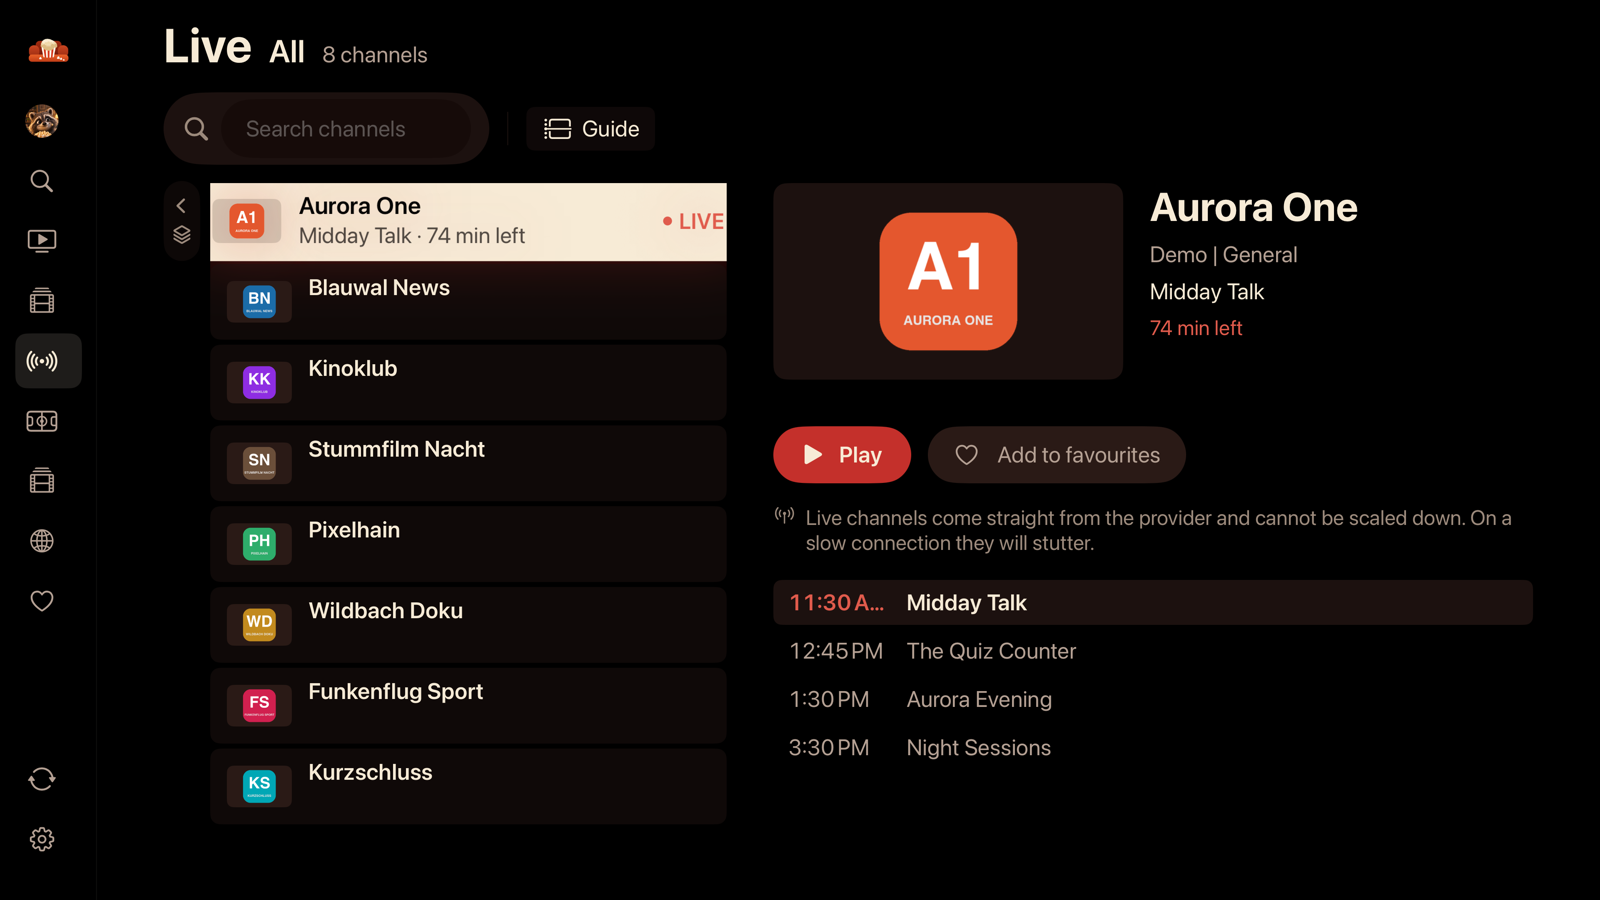 Live All 8 channels
Search channels
Guide
A1
Aurora One
Midday Talk · 74 min left
• LIVE
BN
Blauwal News
KK
Kinoklub
SN
Stummfilm Nacht
PH
Pixelhain
WD
Wildbach Doku
FS
Funkenflug Sport
KS
Kurzschluss
A1
AURORA ONE
Aurora One
Demo | General
Midday Talk
74 min left
Play
Add to favourites
Live channels come straight from the provider and cannot be scaled down. On a
slow connection they will stutter.
11:30 A... Midday Talk
12:45 PM The Quiz Counter
1:30 PM Aurora Evening
3:30 PM Night Sessions